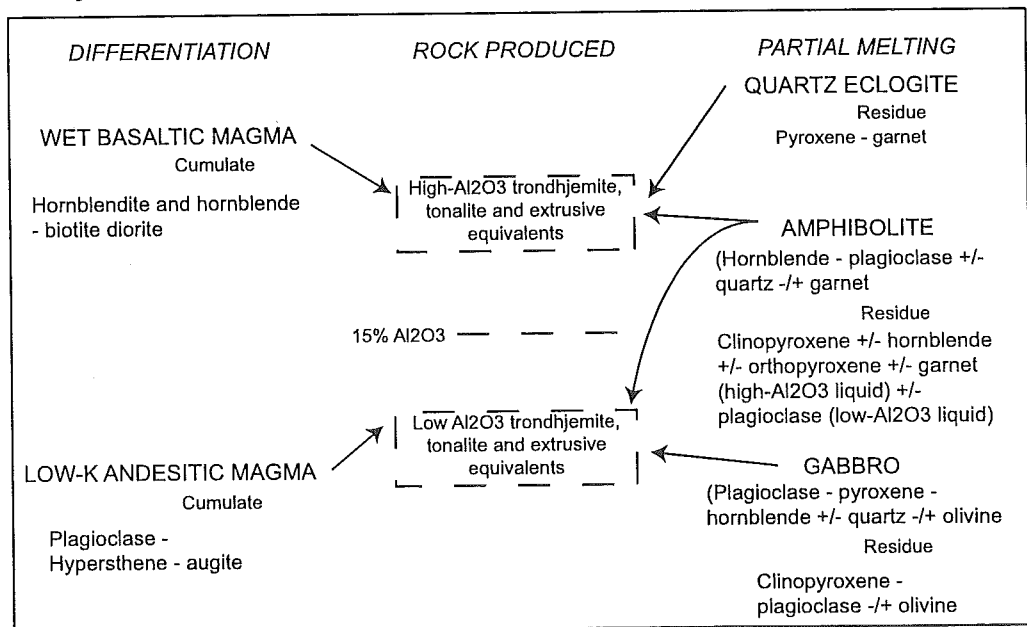 DIFFERENTIATION
ROCK PRODUCED
PARTIAL MELTING
WET BASALTIC MAGMA
Cumulate
Hornblendite and hornblende
- biotite diorite
LOW-K ANDESITIC MAGMA
Cumulate
Plagioclase -
Hypersthene - augite
High-Al2O3 trondhjemite,
tonalite and extrusive
equivalents
15% Al2O3
Low Al2O3 trondhjemite,
tonalite and extrusive
equivalents
QUARTZ ECLOGITE
Residue
Pyroxene - garnet
AMPHIBOLITE
(Hornblende - plagioclase +/-
quartz -/+ garnet
Residue
Clinopyroxene +/- hornblende
+/- orthopyroxene +/- garnet
(high-Al2O3 liquid) +/-
plagioclase (low-Al2O3 liquid)
GABBRO
(Plagioclase - pyroxene -
hornblende +/- quartz -/+ olivine
Residue
Clinopyroxene -
plagioclase -/+ olivine